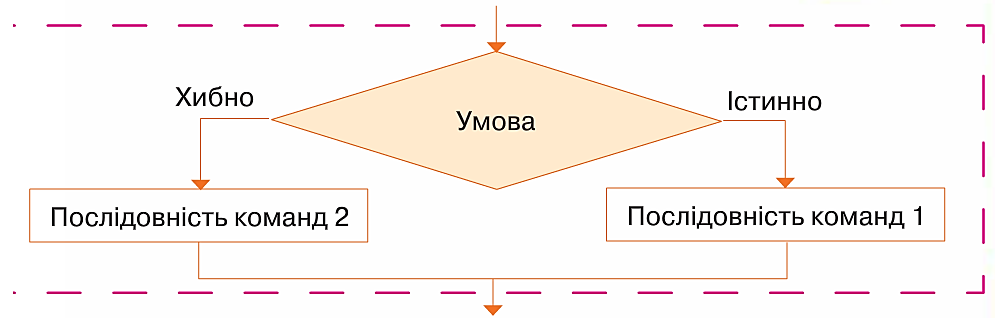 Хибно
Умова
Істинно
Послідовність команд 2
Послідовність команд 1